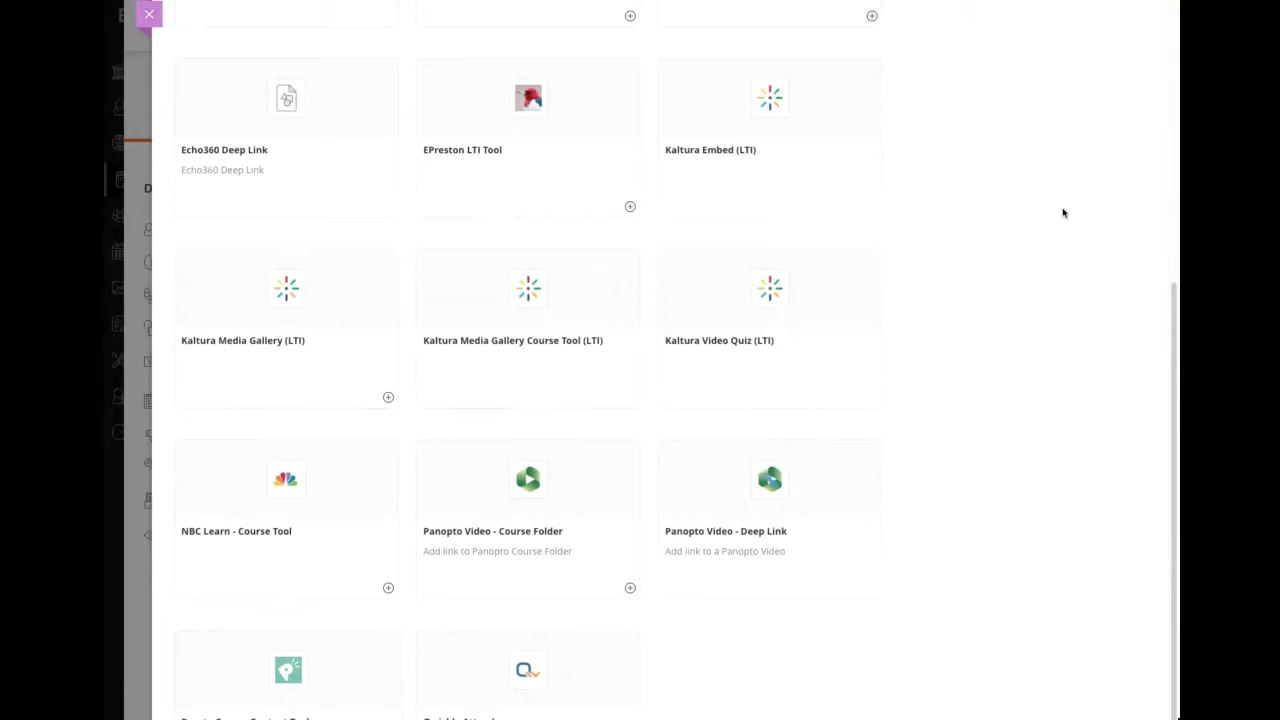 Echo360 Deep Link
Echo360 Deep Link
EPreston LTI Tool
Kaltura Embed (LTI)
Kaltura Media Gallery (LTI)
Kaltura Media Gallery Course Tool (LTI)
Kaltura Video Quiz (LTI)
NBC Learn - Course Tool
Panopto Video - Course Folder
Add link to Panopto Course Folder
Panopto Video - Deep Link
Add link to a Panopto Video